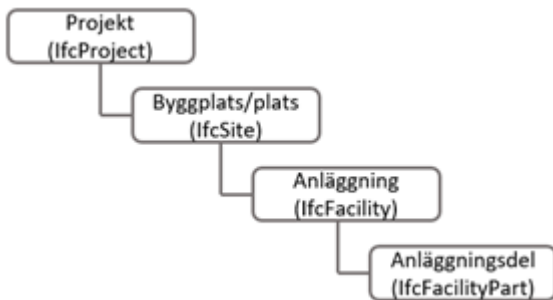 Projekt
(IfcProject)
Byggplats/plats
(IfcSite)
Anläggning
(IfcFacility)
Anläggningsdel
(IfcFacilityPart)